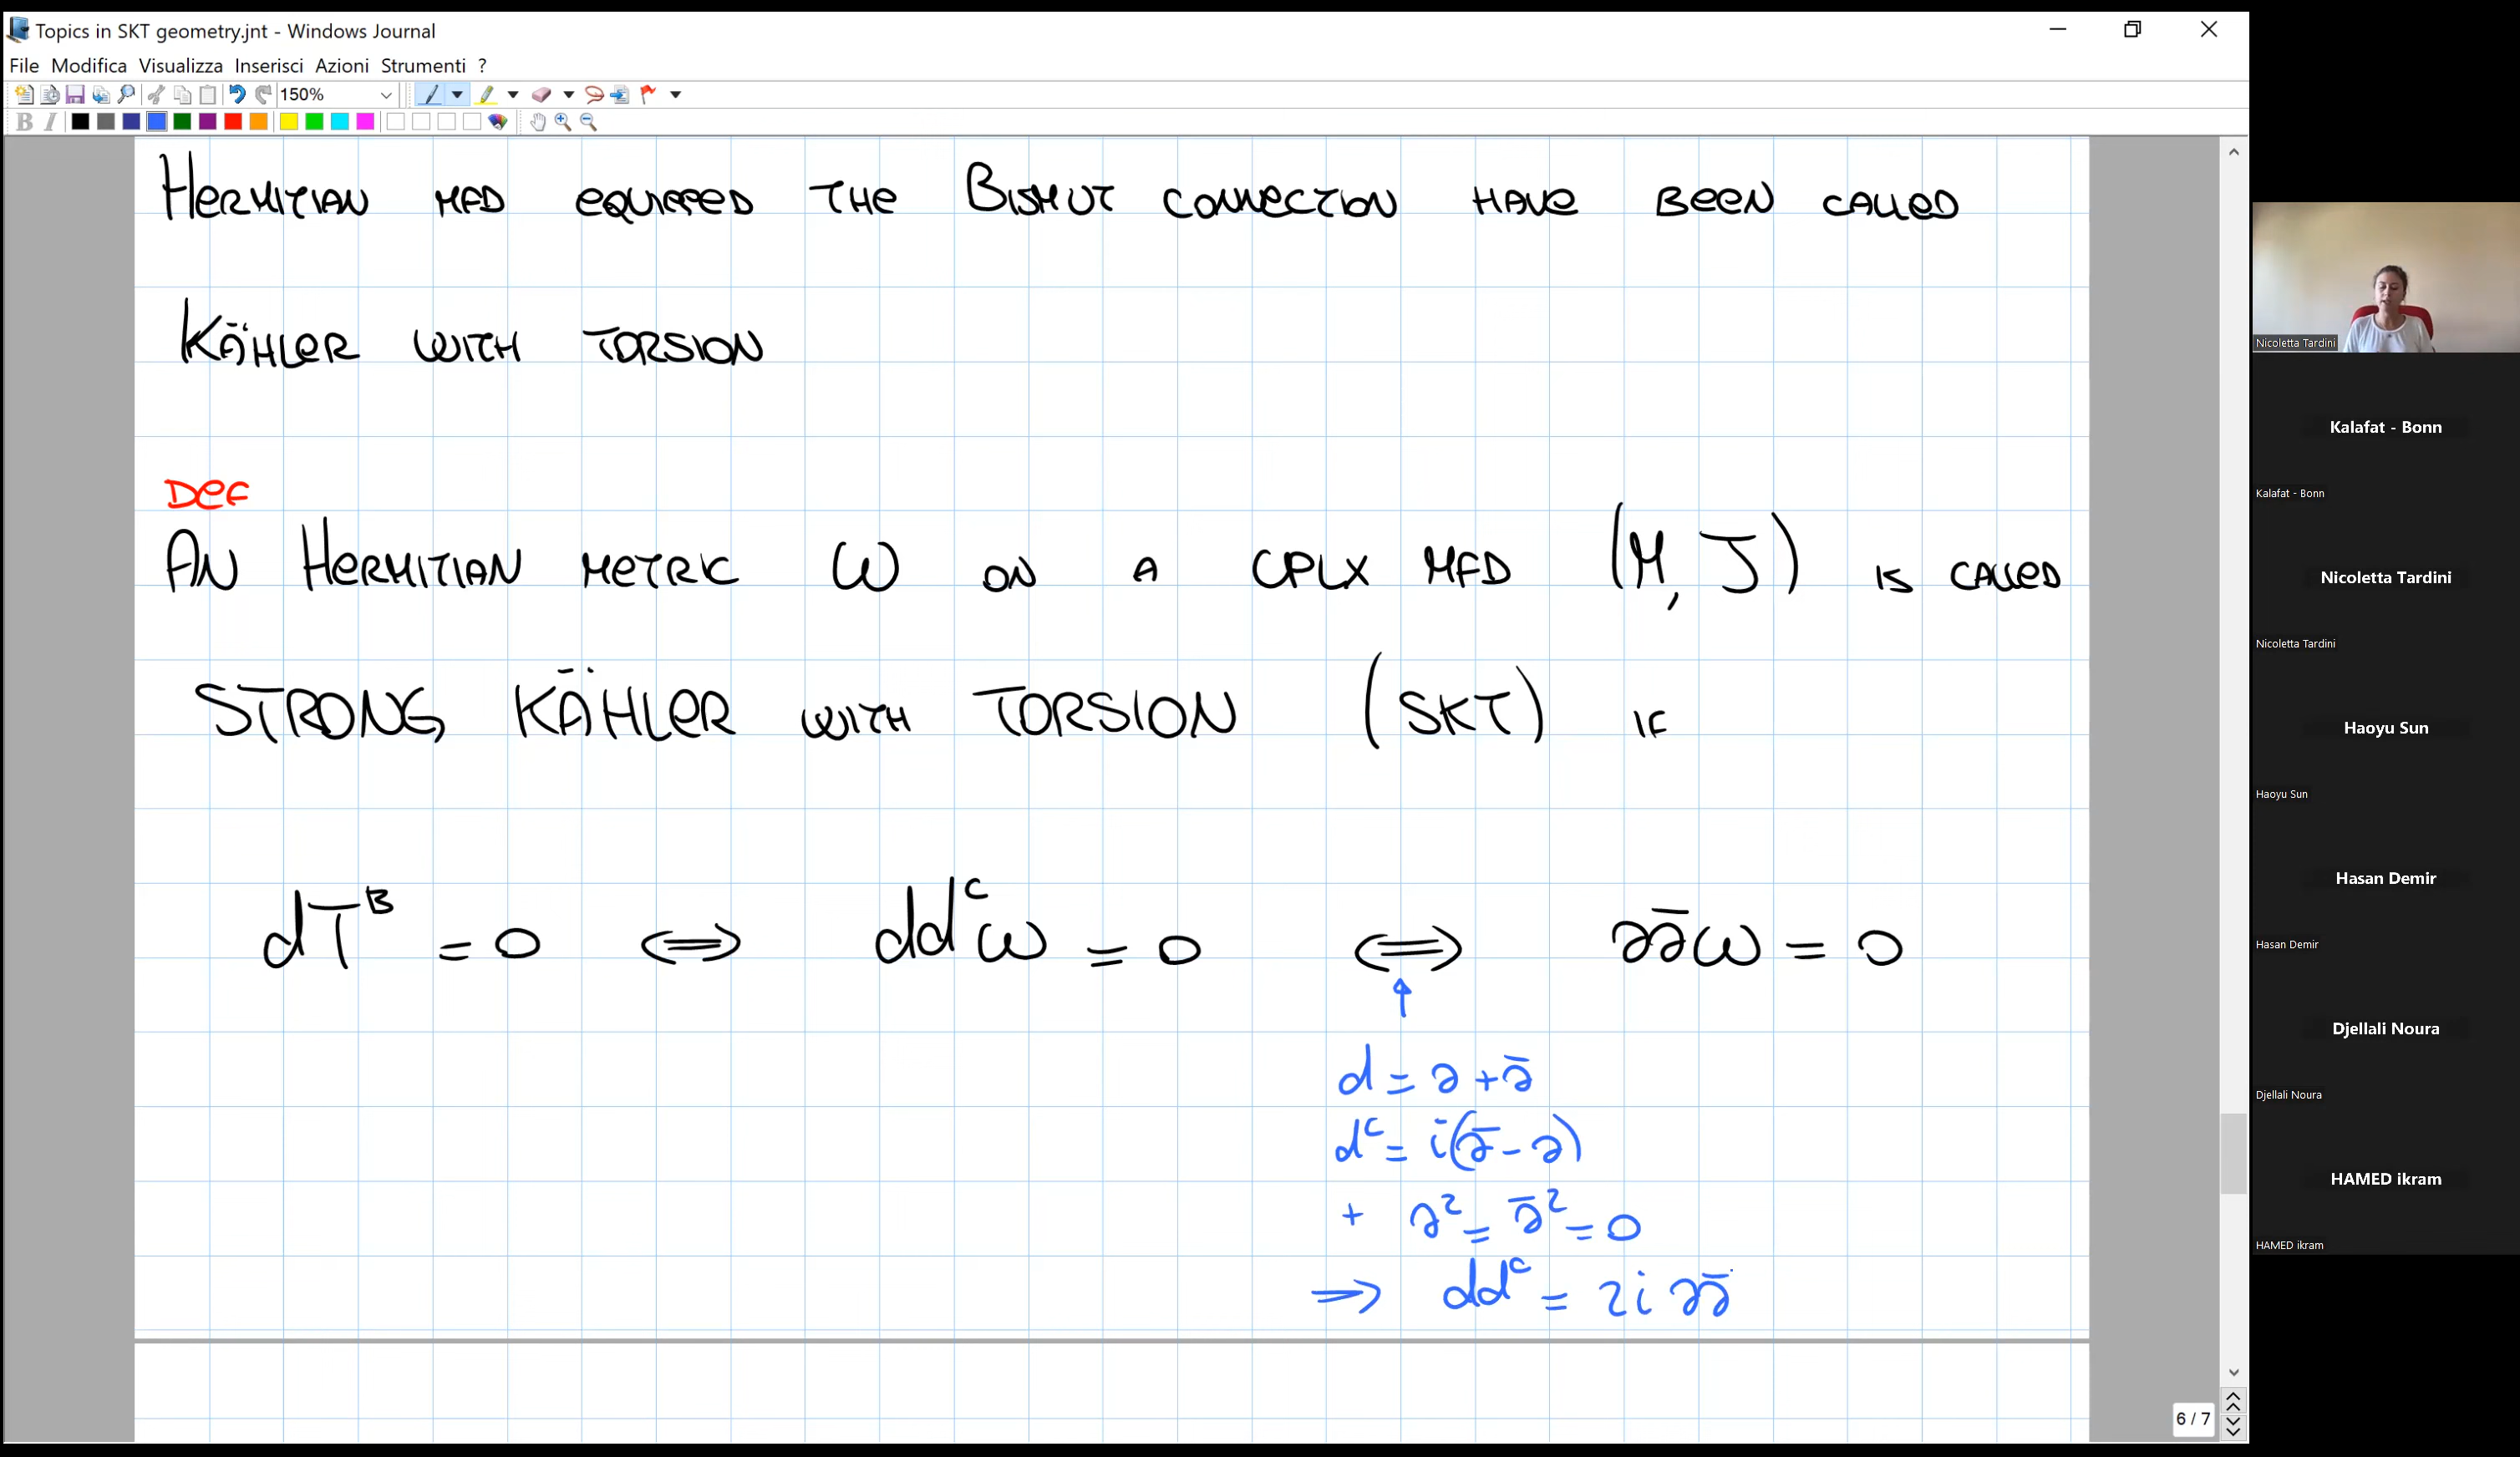 Topics in SKT geometry.jnt - Windows Journal
File Modifica Visualizza Inserisci Azioni Strumenti ?
150%
B I
HERMITIAN MFD EQUIPPED THE BISMUT CONNECTION HAVE BEEN CALLED
KÄHLER WITH TORSION
DEF
AN HERMITIAN METRIC ω ON A CPLX MFD (M, J) IS CALLED
STRONG KÄHLER WITH TORSION (SKT) IF
dT^B = 0 ⟺ dd^c ω = 0 ⟺ ∂∂̄ω = 0
↑
d = ∂ + ∂̄
d^c = i(∂̄ - ∂)
+ ∂² = ∂̄² = 0
⟹ dd^c = 2i ∂∂̄
6 / 7
Nicoletta Tardini
Kalafat - Bonn
Kalafat - Bonn
Nicoletta Tardini
Nicoletta Tardini
Haoyu Sun
Haoyu Sun
Hasan Demir
Hasan Demir
Djellali Noura
Djellali Noura
HAMED ikram
HAMED ikram